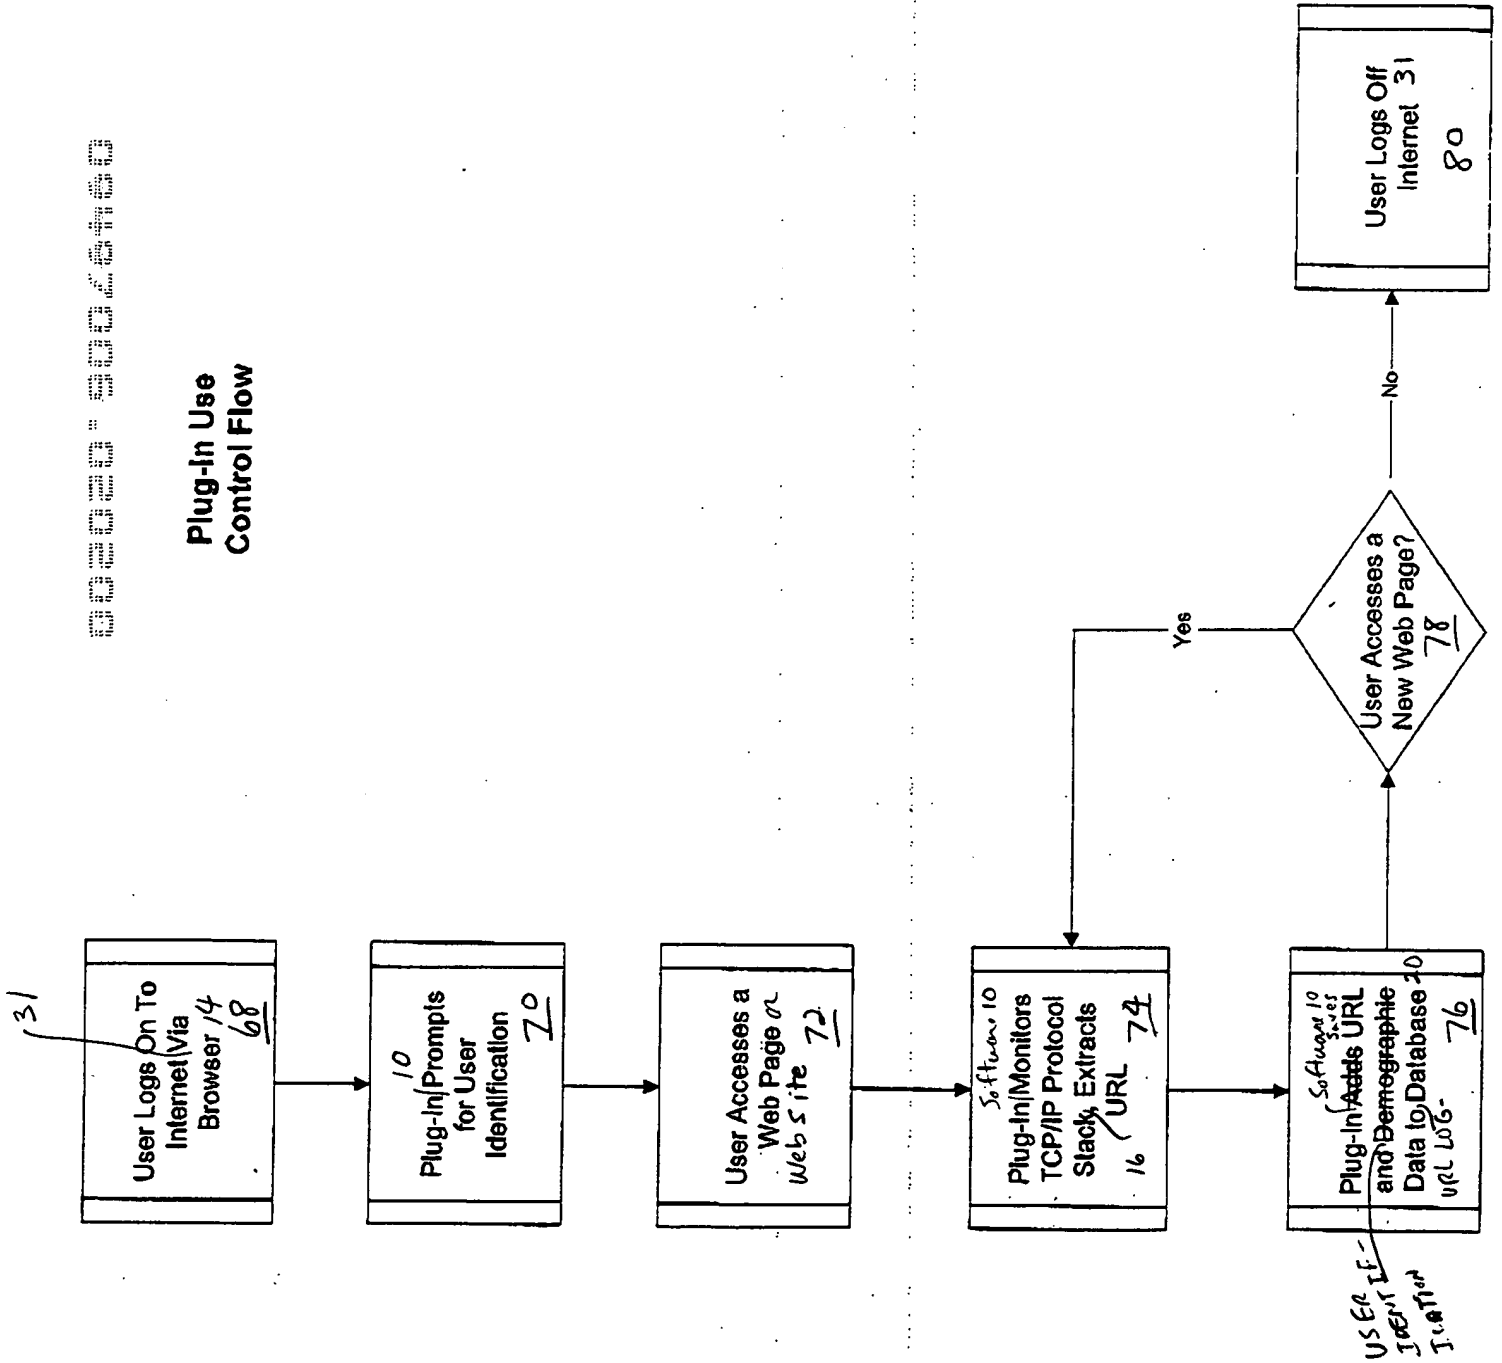 Plug-In Use
Control Flow
31
User Logs On To
Internet Via
Browser 14
68
10
Plug-In Prompts
for User
Identification
70
User Accesses a
Web Page or
Website 72
Software 10
Plug-In Monitors
TCP/IP Protocol
Stack, Extracts
16 URL 74
Software 10
saves
Plug-In Adds URL
and Demographic
Data to Database 20
URL LOG- 76
USER
IDENTIF-
ICATION
User Accesses a
New Web Page?
78
Yes
No
User Logs Off
Internet 31
80